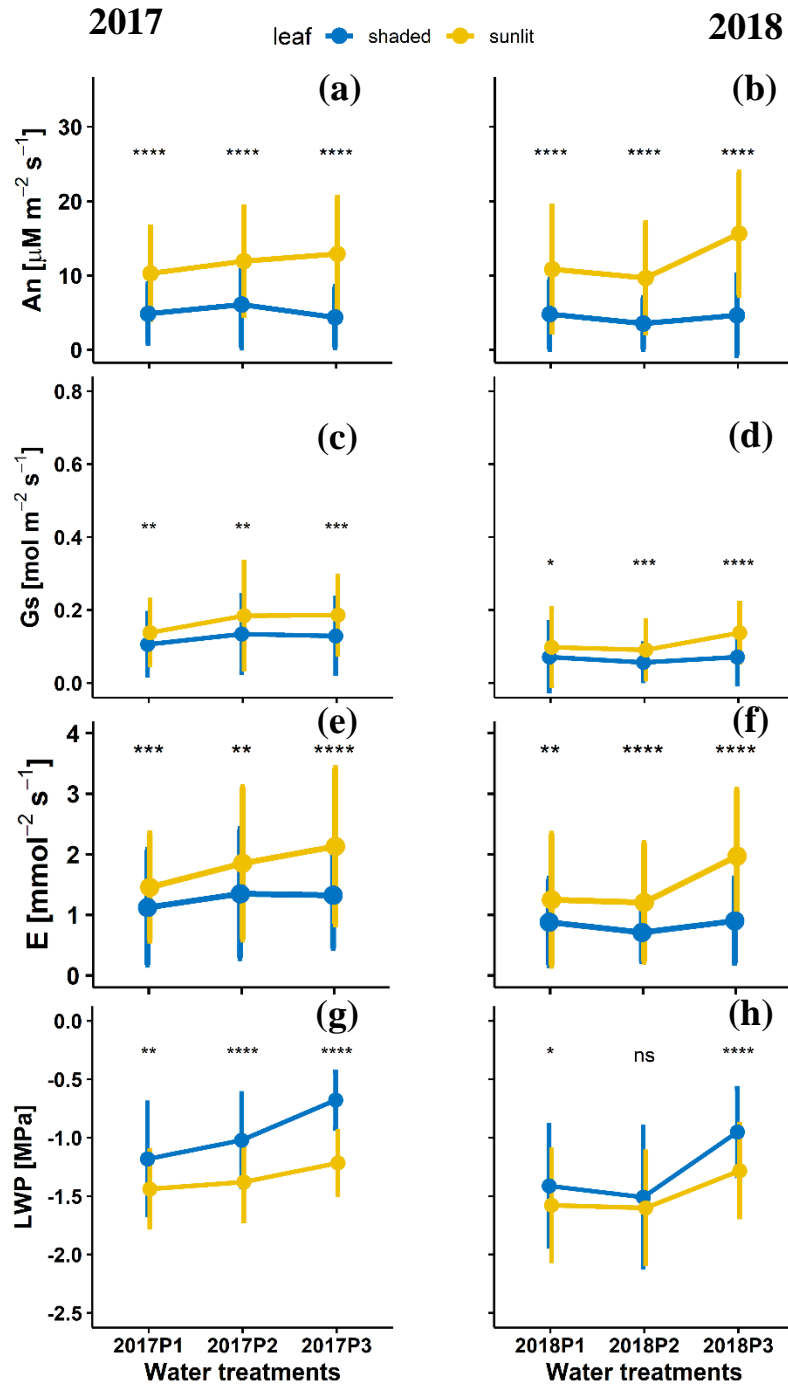 2017 leaf shaded sunlit 2018
(a) (b)
An [μM m⁻² s⁻¹]
30
20
10
0
**** **** ****
**** **** ****
(c) (d)
Gs [mol m⁻² s⁻¹]
0.8
0.6
0.4
0.2
0.0
** ** ***
* *** ****
(e) (f)
E [mmol⁻² s⁻¹]
4
3
2
1
0
*** ** ****
** **** ****
(g) (h)
LWP [MPa]
0.0
-0.5
-1.0
-1.5
-2.0
-2.5
** **** ****
* ns ****
2017P1 2017P2 2017P3
Water treatments
2018P1 2018P2 2018P3
Water treatments